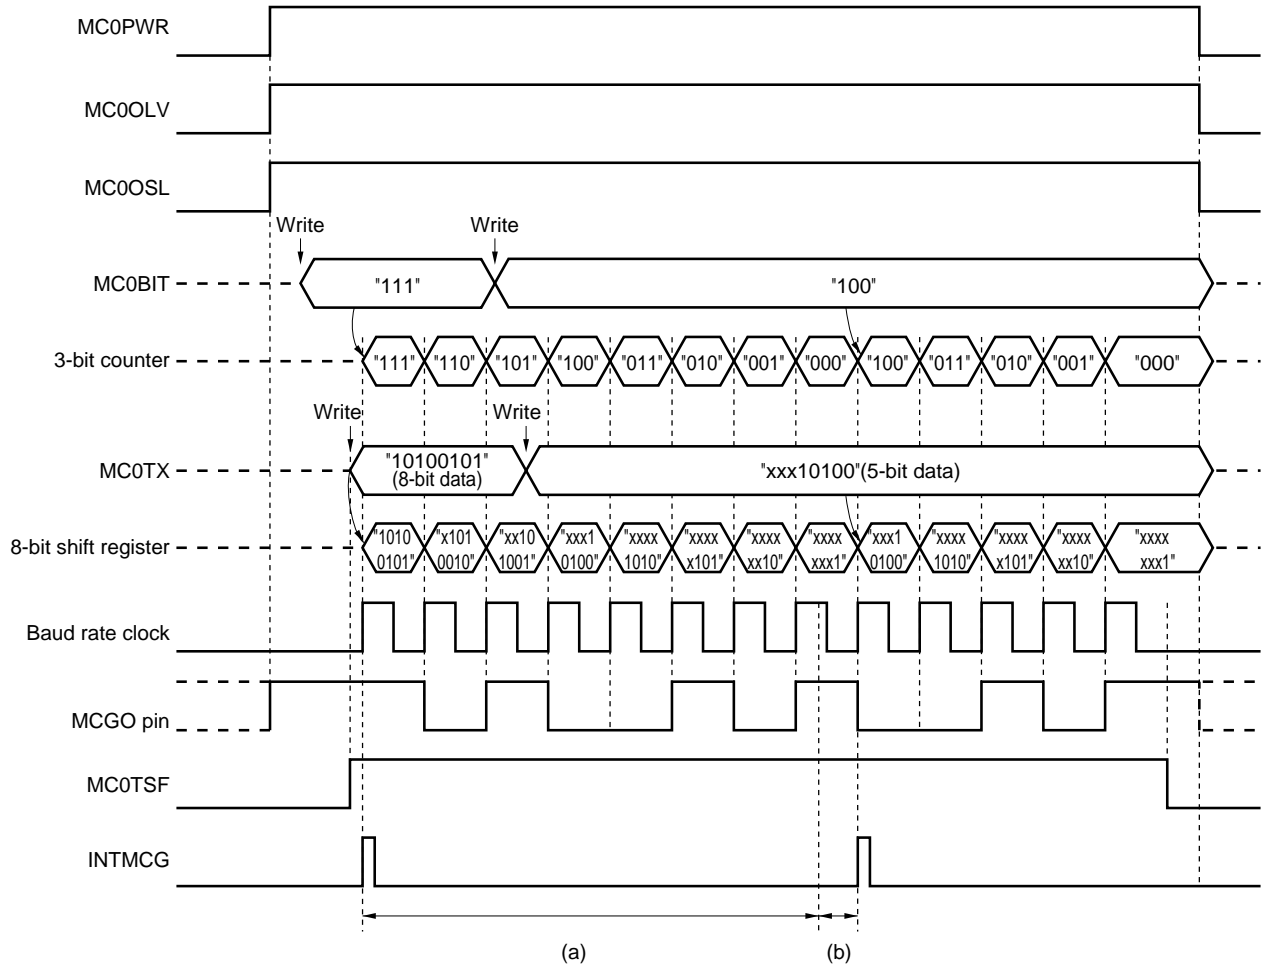 MC0PWR
MC0OLV
MC0OSL
Write Write
MC0BIT "111" "100"
3-bit counter "111" "110" "101" "100" "011" "010" "001" "000" "100" "011" "010" "001" "000"
Write Write
MC0TX "10100101" "xxx10100"(5-bit data)
(8-bit data)
8-bit shift register "1010 "x101 "xx10 "xxx1 "xxxx "xxxx "xxxx "xxxx "xxx1 "xxxx "xxxx "xxxx "xxxx
0101" 0010" 1001" 0100" 1010" x101" xx10" xxx1" 0100" 1010" x101" xx10" xxx1"
Baud rate clock
MCGO pin
MC0TSF
INTMCG
(a) (b)